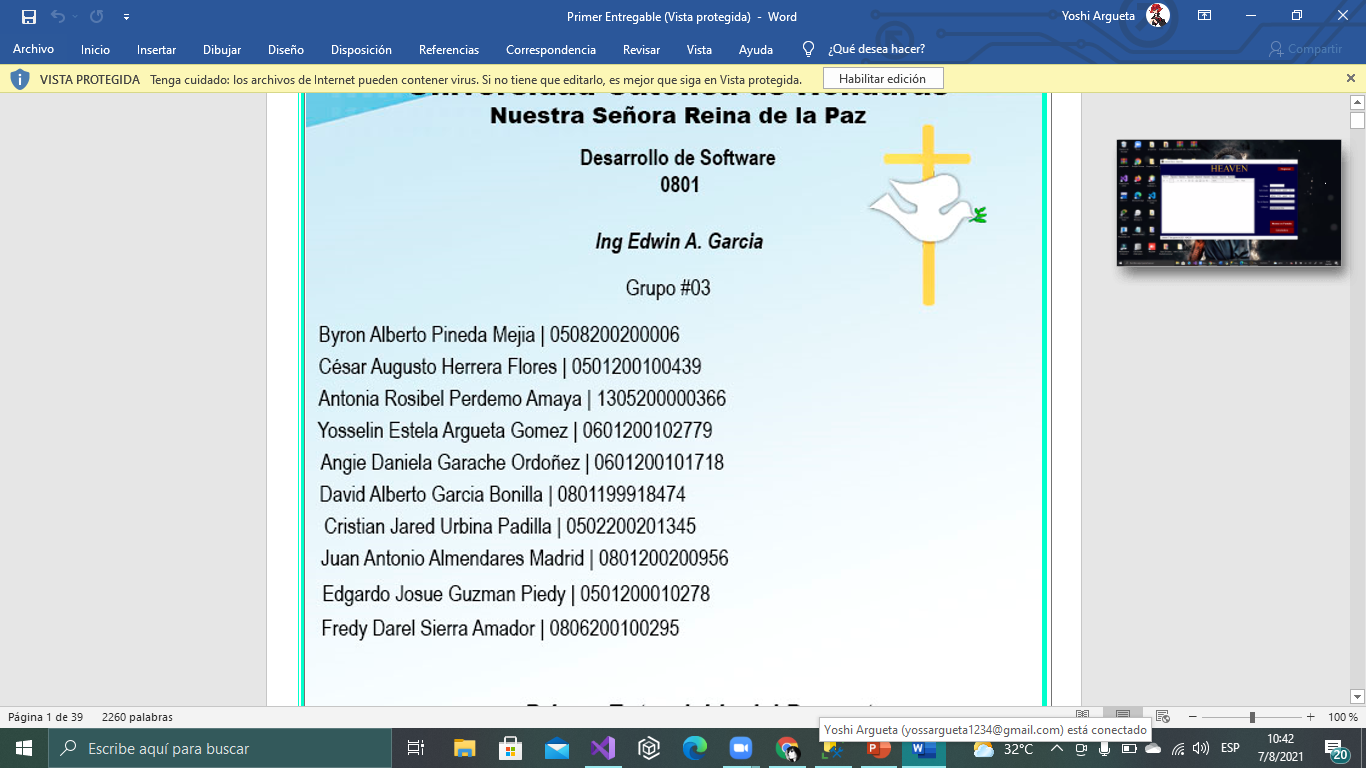 Primer Entregable (Vista protegida) - Word
Yoshi Argueta
Archivo Inicio Insertar Dibujar Diseño Disposición Referencias Correspondencia Revisar Vista Ayuda ¿Qué desea hacer? Compartir
VISTA PROTEGIDA Tenga cuidado: los archivos de Internet pueden contener virus. Si no tiene que editarlo, es mejor que siga en Vista protegida. Habilitar edición
Universidad Católica de Honduras
Nuestra Señora Reina de la Paz
Desarrollo de Software
0801
HEAVEN
Ing Edwin A. Garcia
Grupo #03
Byron Alberto Pineda Mejia | 0508200200006
César Augusto Herrera Flores | 0501200100439
Antonia Rosibel Perdemo Amaya | 1305200000366
Yosselin Estela Argueta Gomez | 0601200102779
Angie Daniela Garache Ordoñez | 0601200101718
David Alberto Garcia Bonilla | 0801199918474
Cristian Jared Urbina Padilla | 0502200201345
Juan Antonio Almendares Madrid | 0801200200956
Edgardo Josue Guzman Piedy | 0501200010278
Fredy Darel Sierra Amador | 0806200100295
Página 1 de 39 2260 palabras 100 %
Yoshi Argueta (yossargueta1234@gmail.com) está conectado
Escribe aquí para buscar
32°C ESP 10:42
7/8/2021 20